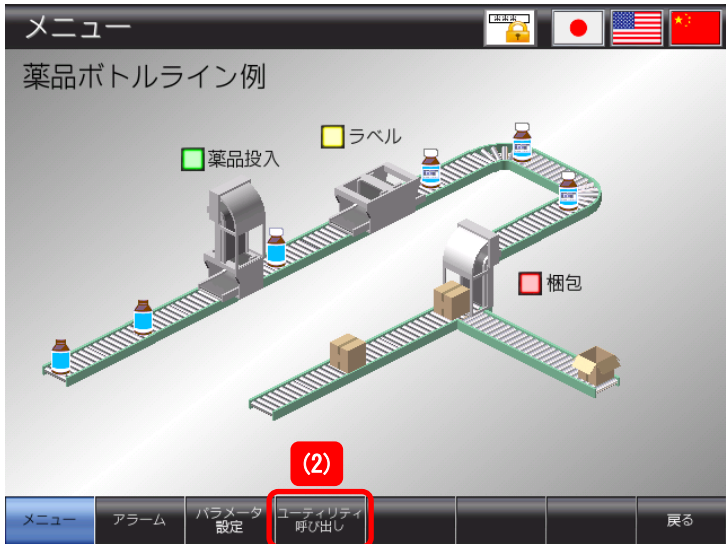 メニュー
***
薬品ボトルライン例
ラベル
薬品投入
梱包
(2)
メニュー
アラーム
パラメータ
設定
ユーティリティ
呼び出し
戻る